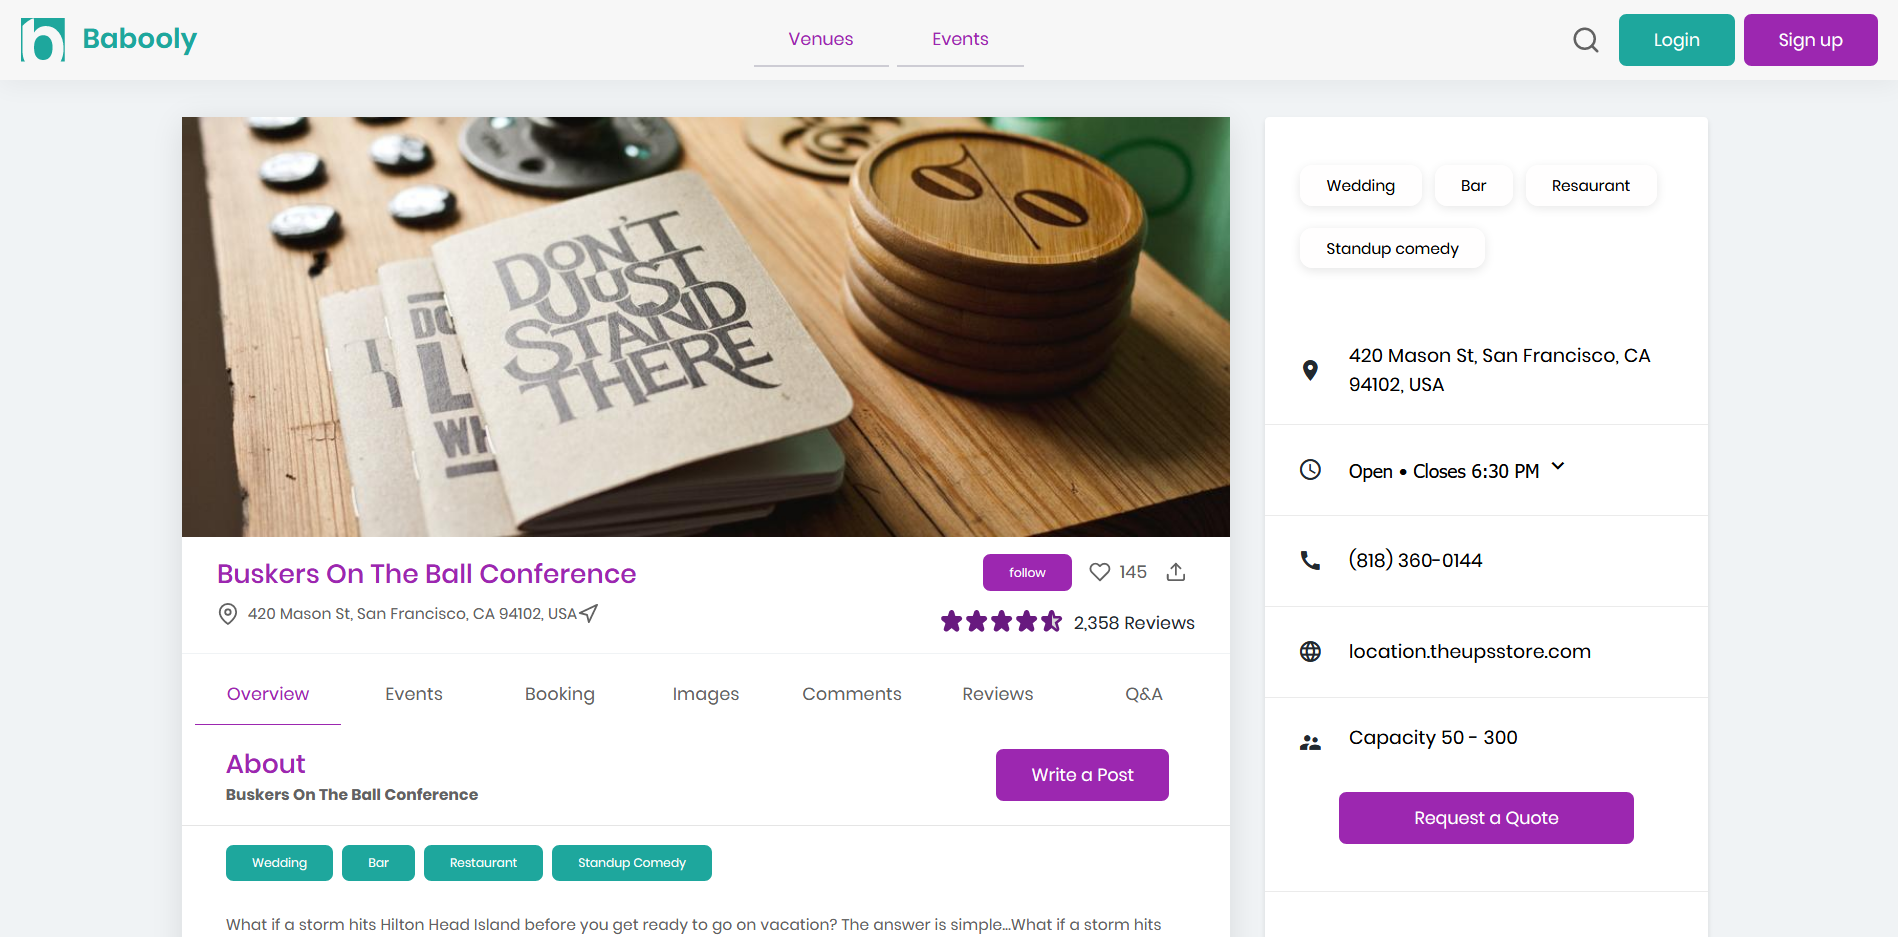 Babooly
Venues
Events
Login
Sign up
DON'T
JUST
STAND
THERE
%
Wedding
Bar
Resaurant
Standup comedy
420 Mason St, San Francisco, CA
94102, USA
Open • Closes 6:30 PM
(818) 360-0144
location.theupsstore.com
Capacity 50 - 300
Request a Quote
Buskers On The Ball Conference
follow
145
420 Mason St, San Francisco, CA 94102, USA
2,358 Reviews
Overview
Events
Booking
Images
Comments
Reviews
Q&A
About
Buskers On The Ball Conference
Write a Post
Wedding
Bar
Restaurant
Standup Comedy
What if a storm hits Hilton Head Island before you get ready to go on vacation? The answer is simple...What if a storm hits